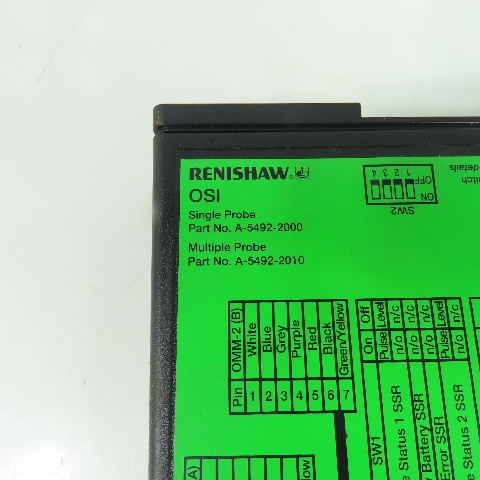 RENISHAW
OSI
Single Probe
Part No. A-5492-2000
Multiple Probe
Part No. A-5492-2010
ON
OFF
1 2 3 4
SW2
details
Pin OMM-2 (B)
1 White
2 Blue
3 Grey
4 Purple
5 Red
6 Black
7 Green/Yellow
SW1 On Off
Pulse Level Pulse Level
Status 1 SSR n/o n/c
Battery SSR n/o n/c
Error SSR n/o n/c
Status 2 SSR